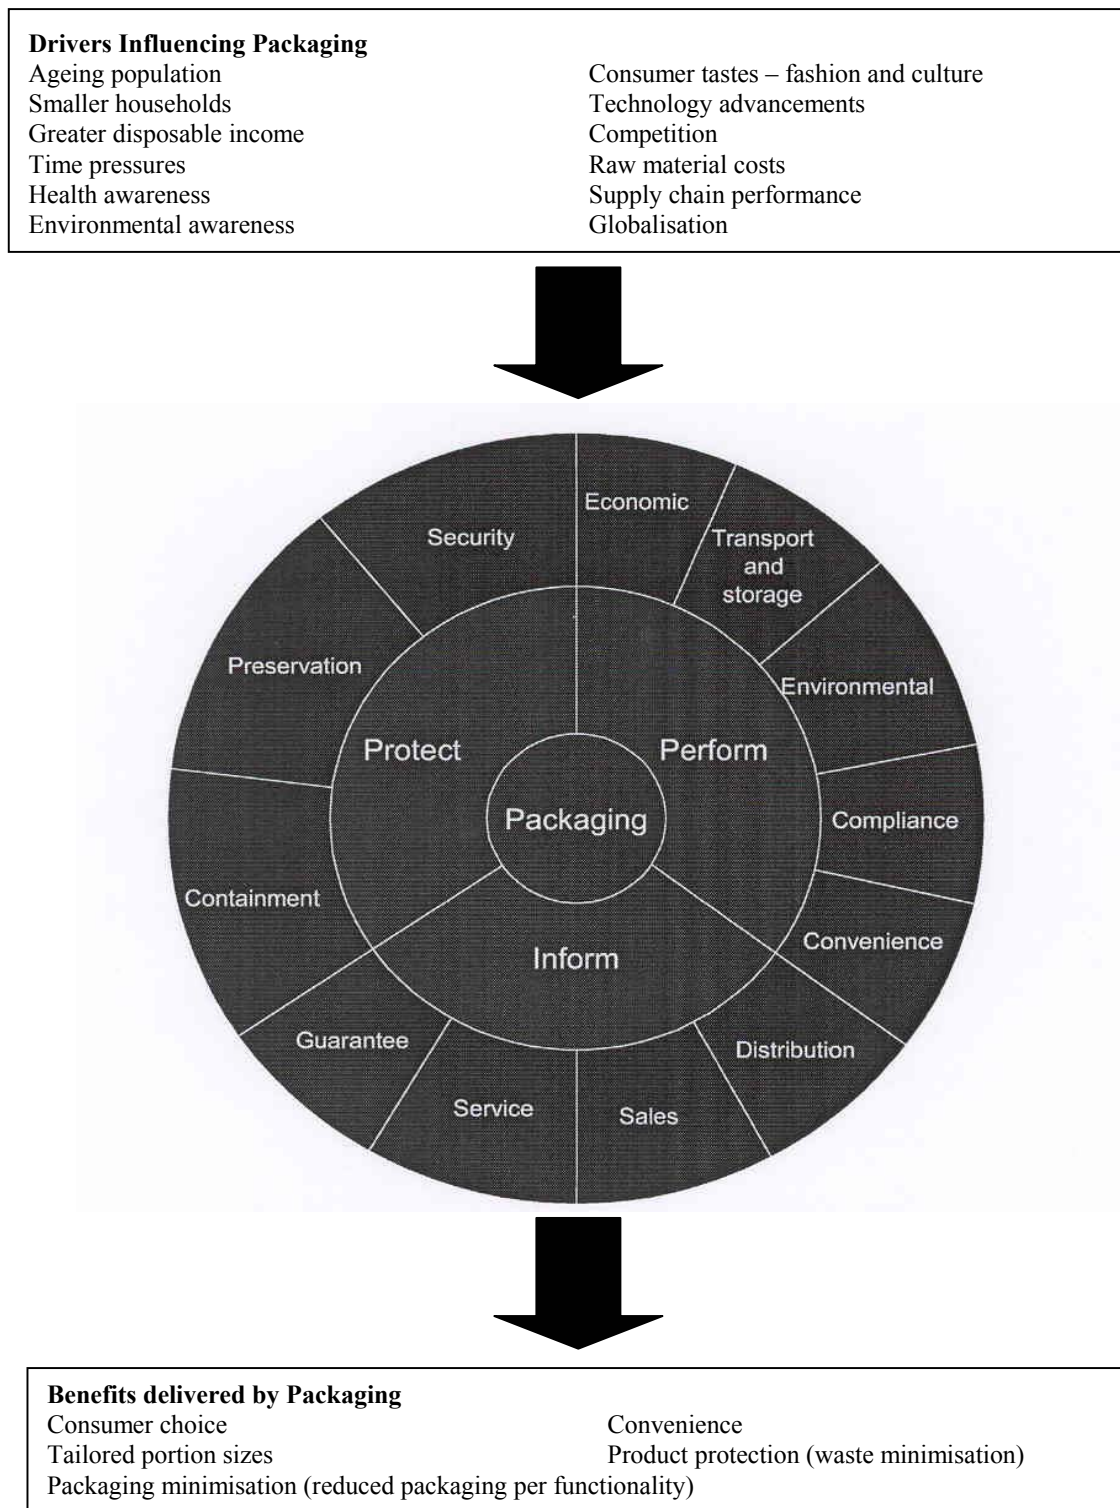 Drivers Influencing Packaging
Ageing population
Smaller households
Greater disposable income
Time pressures
Health awareness
Environmental awareness
Consumer tastes – fashion and culture
Technology advancements
Competition
Raw material costs
Supply chain performance
Globalisation
Economic
Security
Transport
and
storage
Preservation
Environmental
Protect
Perform
Packaging
Compliance
Containment
Convenience
Inform
Guarantee
Distribution
Service
Sales
Benefits delivered by Packaging
Consumer choice
Tailored portion sizes
Convenience
Product protection (waste minimisation)
Packaging minimisation (reduced packaging per functionality)